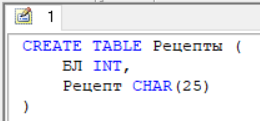 1
CREATE TABLE Рецепты (
БЛ INT,
Рецепт CHAR(25)
)